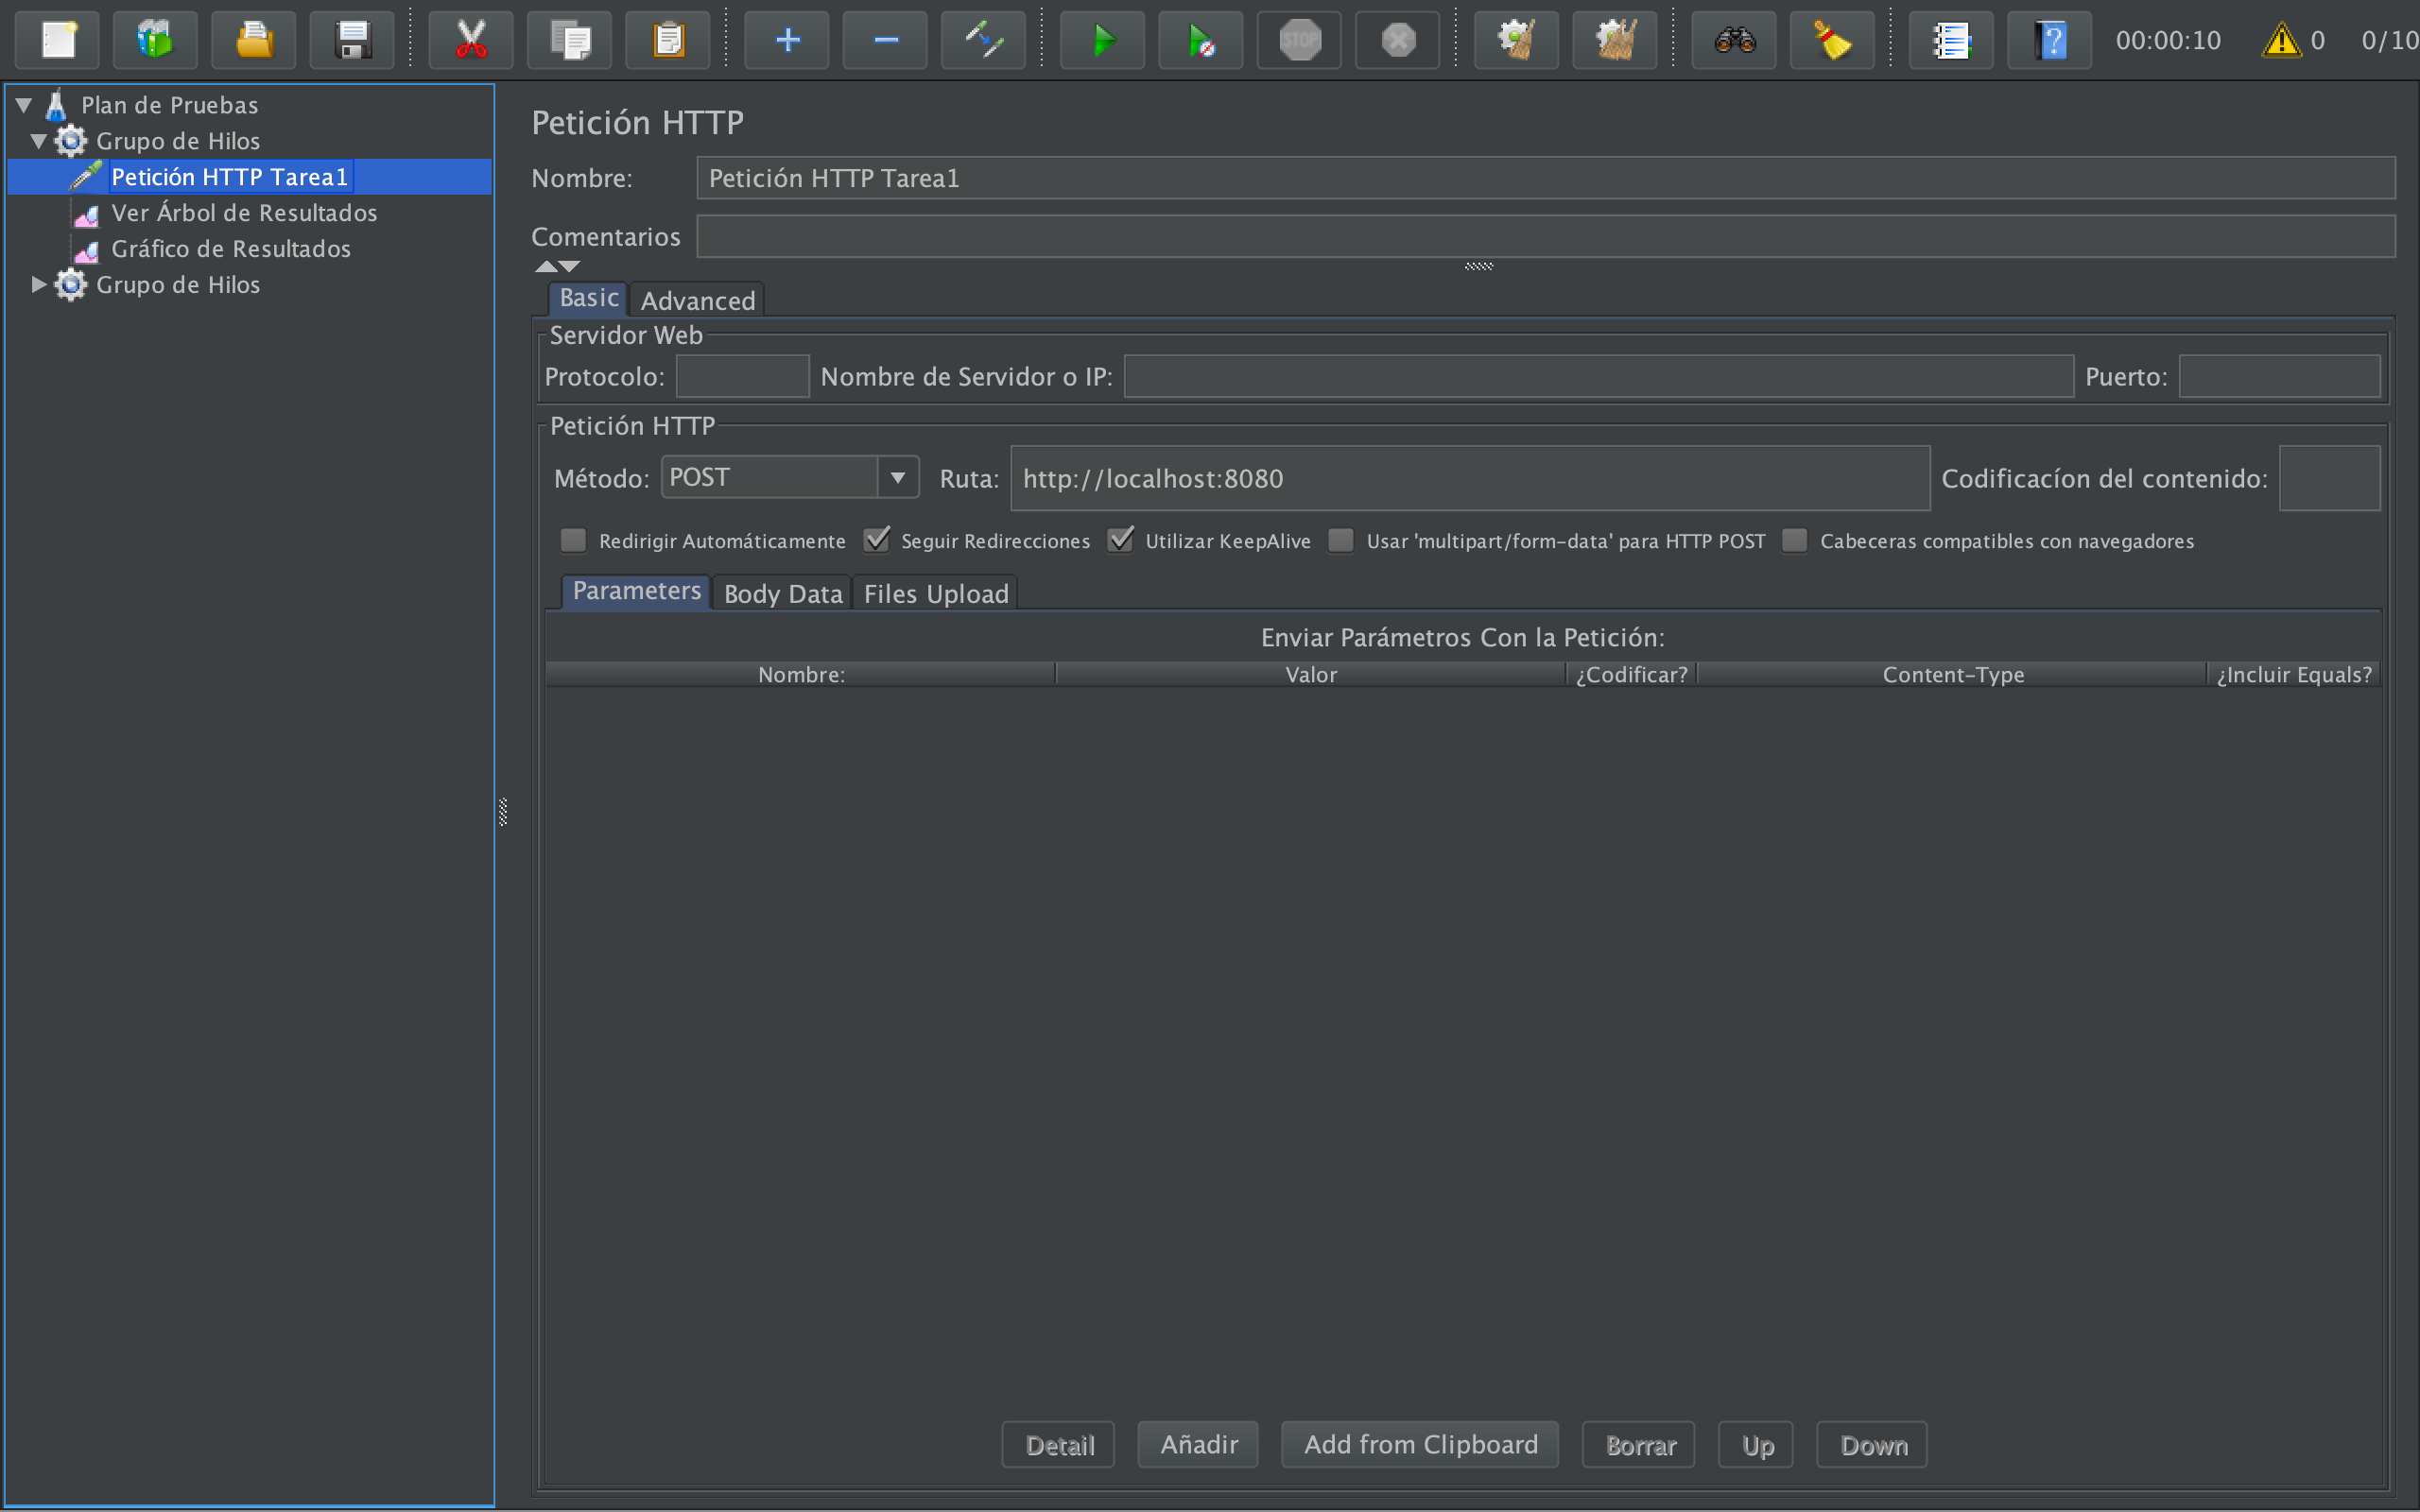 STOP
00:00:10
0
0/10
Plan de Pruebas
Grupo de Hilos
Petición HTTP Tarea1
Ver Árbol de Resultados
Gráfico de Resultados
Grupo de Hilos
Petición HTTP
Nombre: Petición HTTP Tarea1
Comentarios
Basic Advanced
Servidor Web
Protocolo: Nombre de Servidor o IP: Puerto:
Petición HTTP
Método: POST Ruta: http://localhost:8080 Codificacíon del contenido:
Redirigir Automáticamente Seguir Redirecciones Utilizar KeepAlive Usar 'multipart/form-data' para HTTP POST Cabeceras compatibles con navegadores
Parameters Body Data Files Upload
Enviar Parámetros Con la Petición:
Nombre: Valor ¿Codificar? Content-Type ¿Incluir Equals?
Detail Añadir Add from Clipboard Borrar Up Down